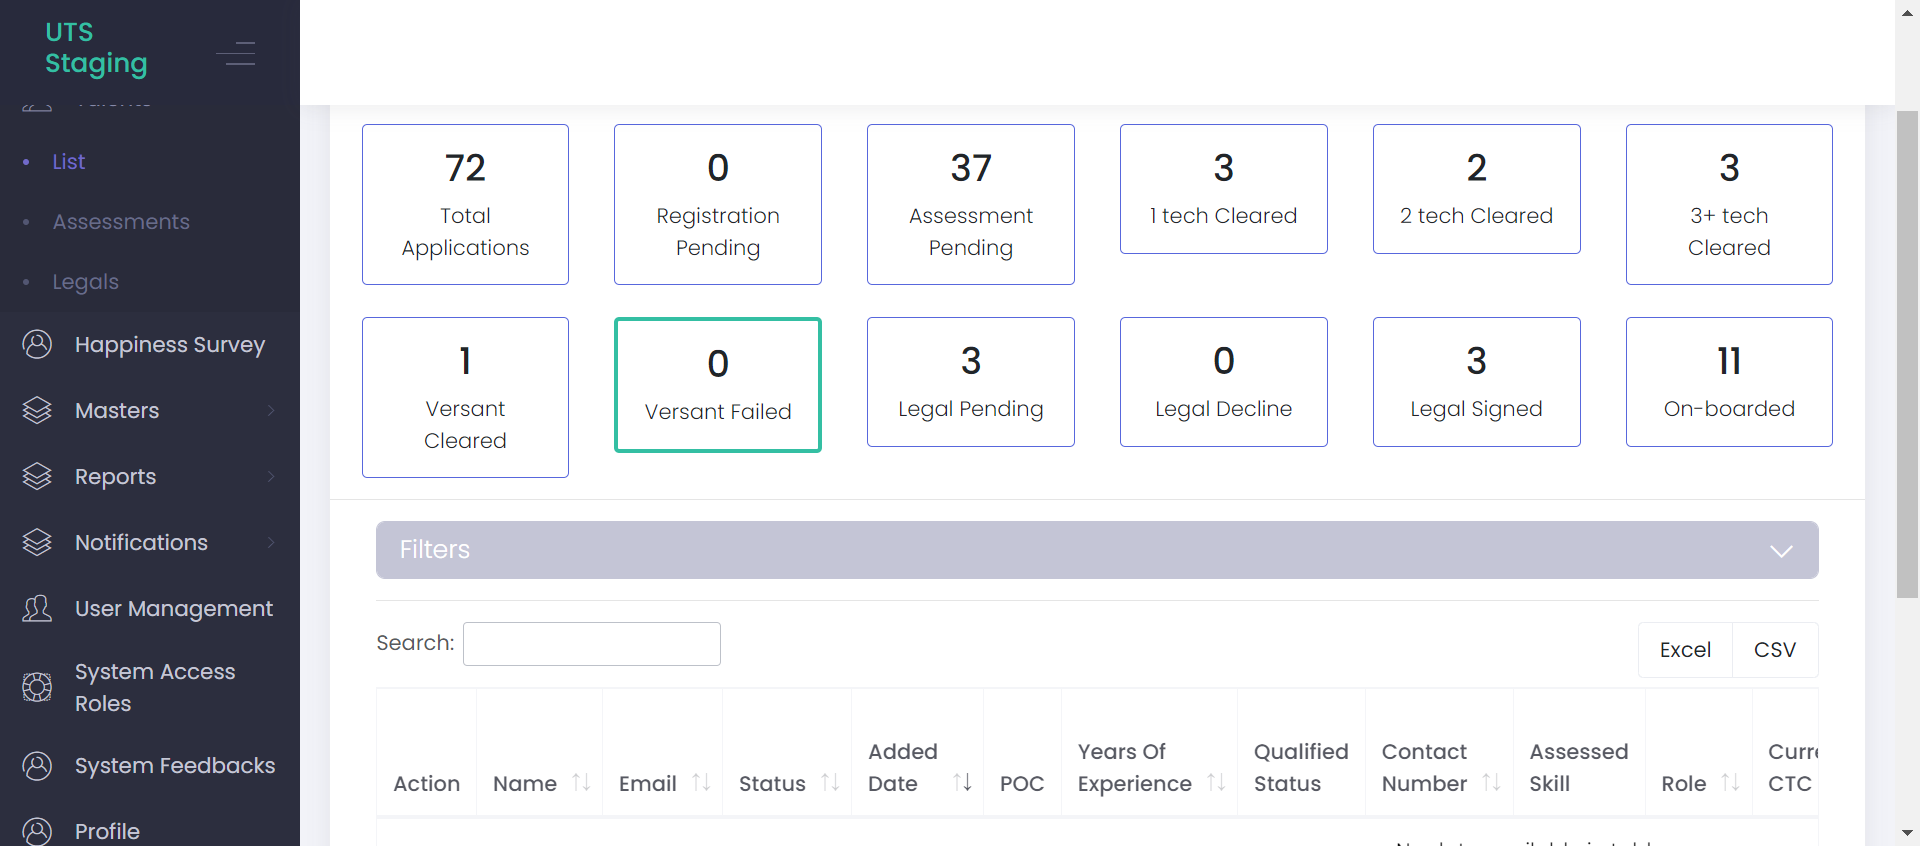 UTS
Staging
List
Assessments
Legals
Happiness Survey
Masters
Reports
Notifications
User Management
System Access
Roles
System Feedbacks
Profile
72
Total
Applications
0
Registration
Pending
37
Assessment
Pending
3
1 tech Cleared
2
2 tech Cleared
3
3+ tech
Cleared
1
Versant
Cleared
0
Versant Failed
3
Legal Pending
0
Legal Decline
3
Legal Signed
11
On-boarded
Filters
Search:
Excel
CSV
Action
Name
Email
Status
Added
Date
POC
Years Of
Experience
Qualified
Status
Contact
Number
Assessed
Skill
Role
Curre
CTC